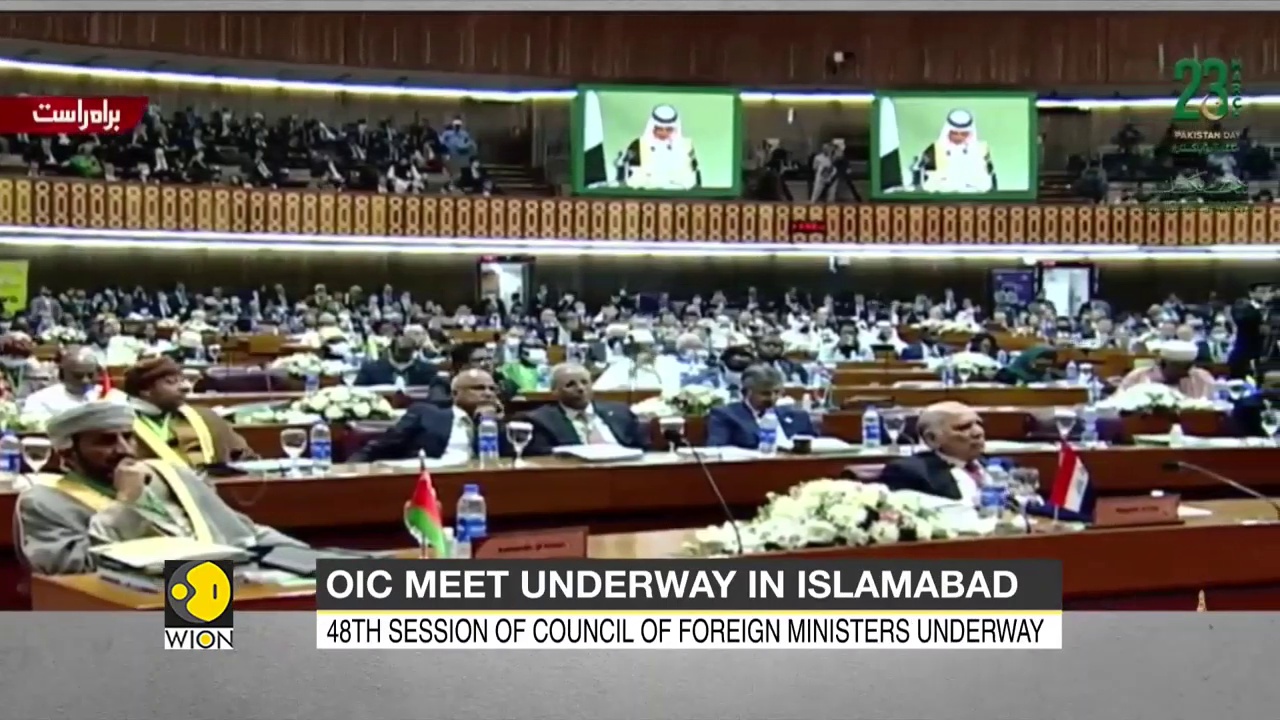 براہ راست
23
MARCH
PAKISTAN DAY
OIC MEET UNDERWAY IN ISLAMABAD
48TH SESSION OF COUNCIL OF FOREIGN MINISTERS UNDERWAY
WION